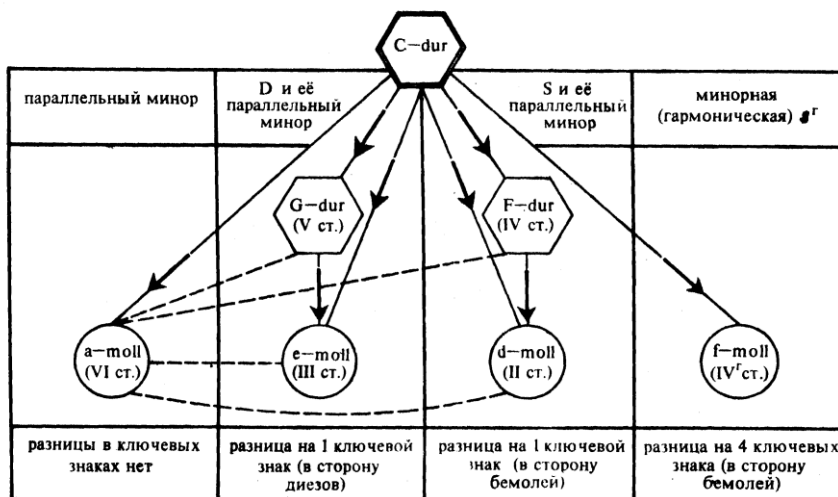 C—dur
параллельный минор
D и её
параллельный
минор
S и её
параллельный
минор
минорная
(гармоническая) sг
G—dur
(V ст.)
F—dur
(IV ст.)
a—moll
(VI ст.)
e—moll
(III ст.)
d—moll
(II ст.)
f—moll
(IVг ст.)
разницы в ключевых
знаках нет
разница на 1 ключевой
знак (в сторону
диезов)
разница на 1 ключевой
знак (в сторону
бемолей)
разница на 4 ключевых
знака (в сторону
бемолей)